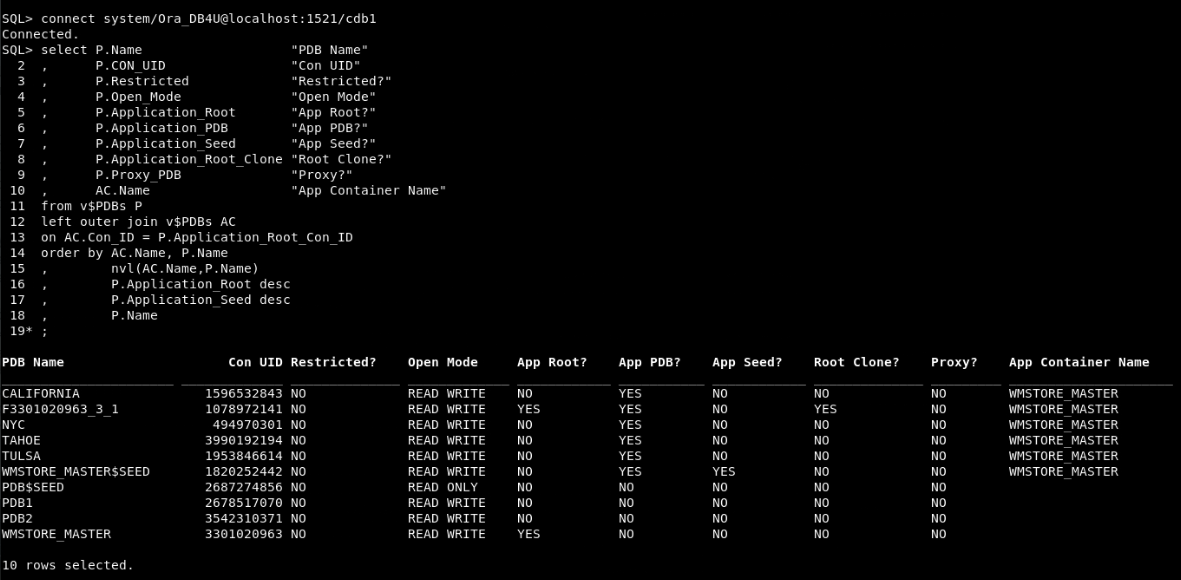 SQL> connect system/Ora_DB4U@localhost:1521/cdb1
Connected.
SQL> select P.Name                   "PDB Name"
  2  ,      P.CON_UID                "Con UID"
  3  ,      P.Restricted             "Restricted?"
  4  ,      P.Open_Mode              "Open Mode"
  5  ,      P.Application_Root       "App Root?"
  6  ,      P.Application_PDB        "App PDB?"
  7  ,      P.Application_Seed       "App Seed?"
  8  ,      P.Application_Root_Clone "Root Clone?"
  9  ,      P.Proxy_PDB              "Proxy?"
 10  ,      AC.Name                  "App Container Name"
 11  from v$PDBs P
 12  left outer join v$PDBs AC
 13  on AC.Con_ID = P.Application_Root_Con_ID
 14  order by AC.Name, P.Name
 15  ,        nvl(AC.Name,P.Name)
 16  ,        P.Application_Root desc
 17  ,        P.Application_Seed desc
 18  ,        P.Name
 19* ;
PDB Name                     Con UID Restricted?    Open Mode    App Root?    App PDB?    App Seed?    Root Clone?    Proxy?    App Container Name
CALIFORNIA                1596532843 NO             READ WRITE   NO           YES         NO           NO             NO        WMSTORE_MASTER
F3301020963_3_1           1078972141 NO             READ WRITE   YES          YES         NO           YES            NO        WMSTORE_MASTER
NYC                        494970301 NO             READ WRITE   NO           YES         NO           NO             NO        WMSTORE_MASTER
TAHOE                     3990192194 NO             READ WRITE   NO           YES         NO           NO             NO        WMSTORE_MASTER
TULSA                     1953846614 NO             READ WRITE   NO           YES         NO           NO             NO        WMSTORE_MASTER
WMSTORE_MASTER$SEED       1820252442 NO             READ WRITE   NO           YES         YES          NO             NO        WMSTORE_MASTER
PDB$SEED                  2687274856 NO             READ ONLY    NO           NO          NO           NO             NO
PDB1                      2678517070 NO             READ WRITE   NO           NO          NO           NO             NO
PDB2                      3542310371 NO             READ WRITE   NO           NO          NO           NO             NO
WMSTORE_MASTER            3301020963 NO             READ WRITE   YES          NO          NO           NO             NO
10 rows selected.